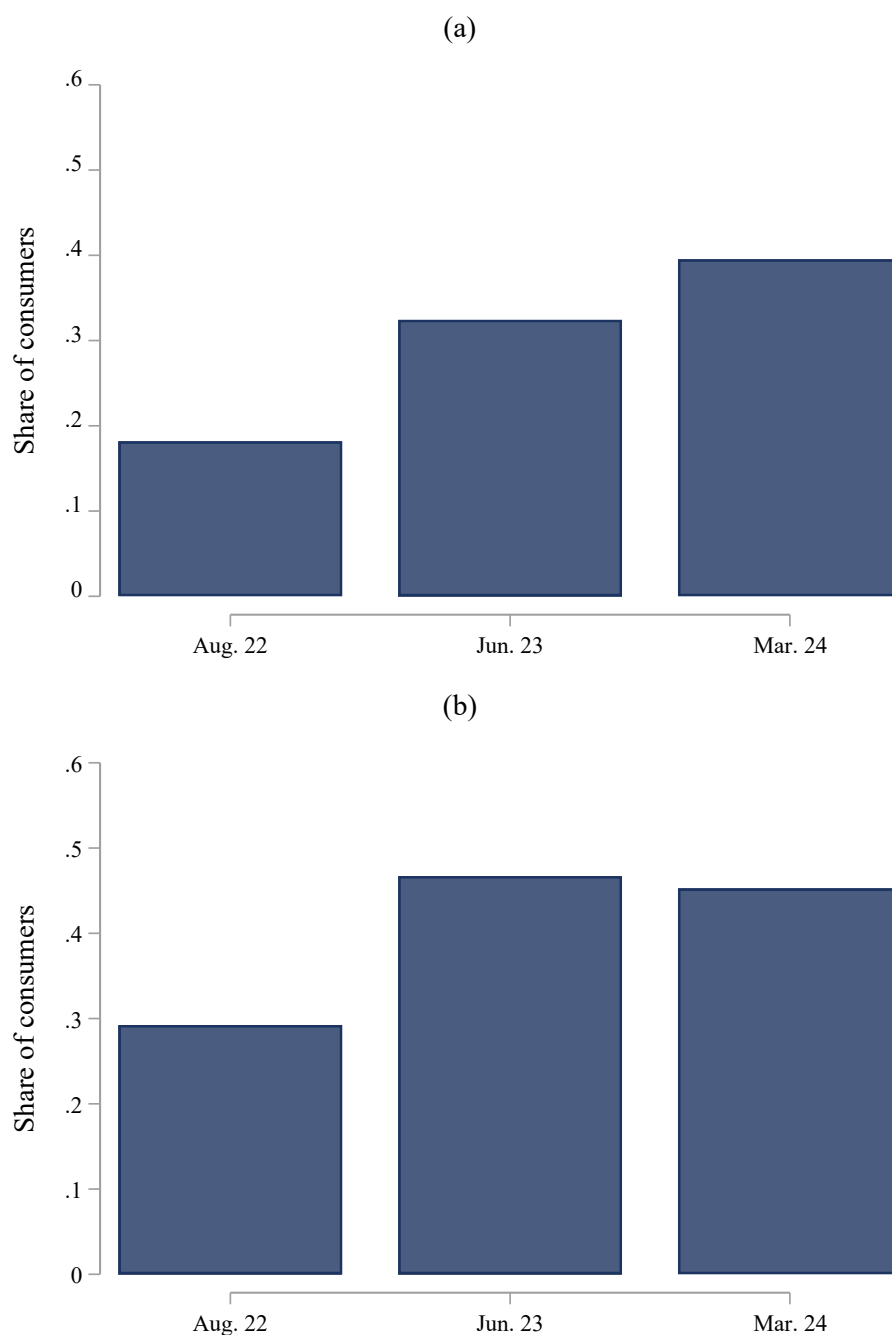 (a)
.6
.5
.4
.3
.2
.1
0
Share of consumers
Aug. 22
Jun. 23
Mar. 24
(b)
.6
.5
.4
.3
.2
.1
0
Share of consumers
Aug. 22
Jun. 23
Mar. 24